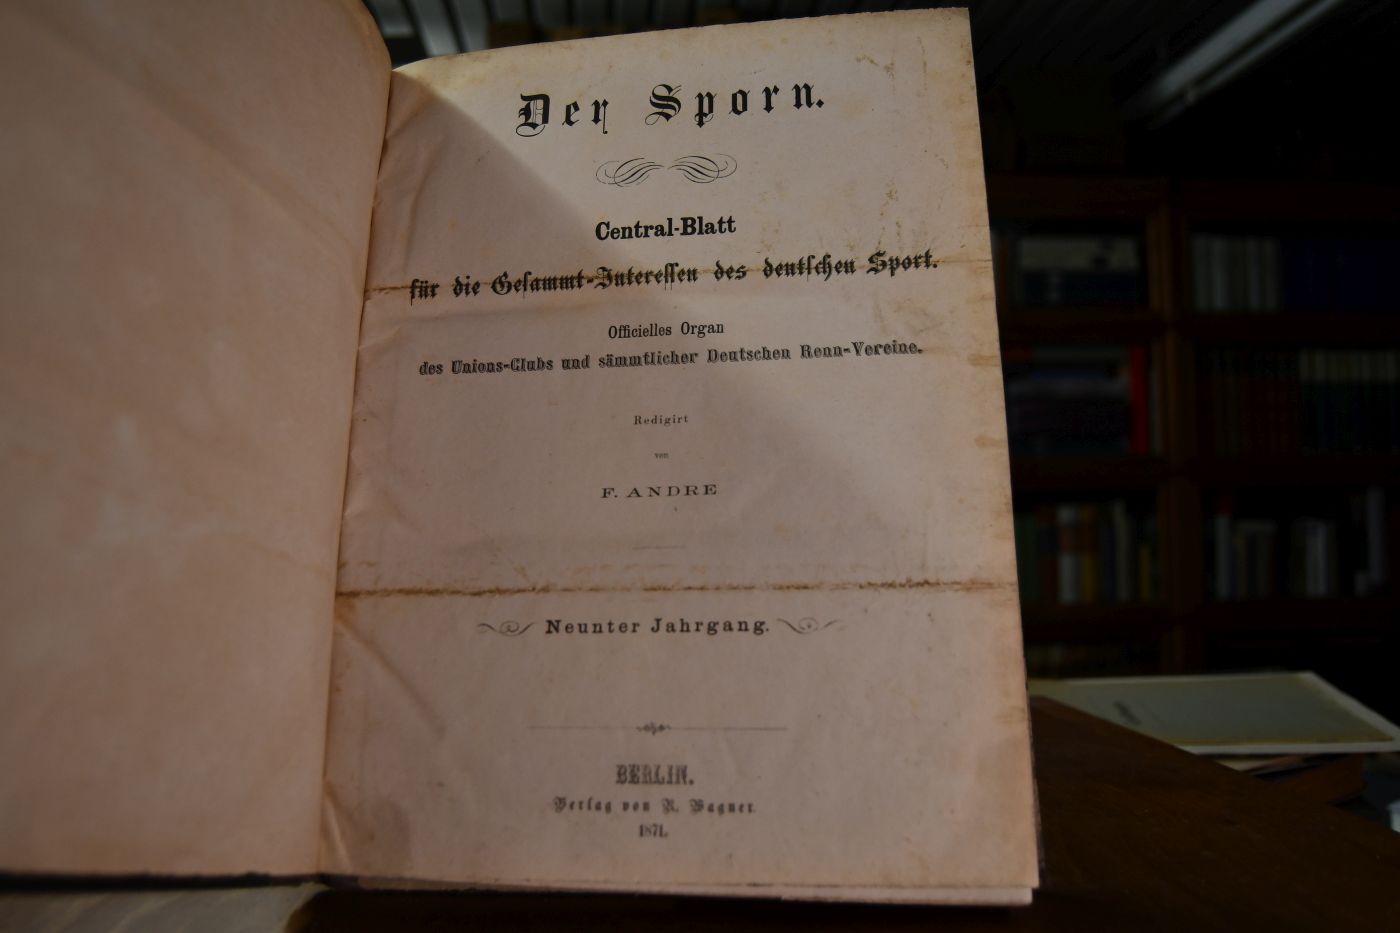 Der Sporn.
Central-Blatt
für die Gesammt-Interessen des deutschen Sport.
Officielles Organ
des Unions-Clubs und sämmtlicher Deutschen Renn-Vereine.
Redigirt
von
F. ANDRE
Neunter Jahrgang.
BERLIN.
Verlag von R. Wagner.
1871.